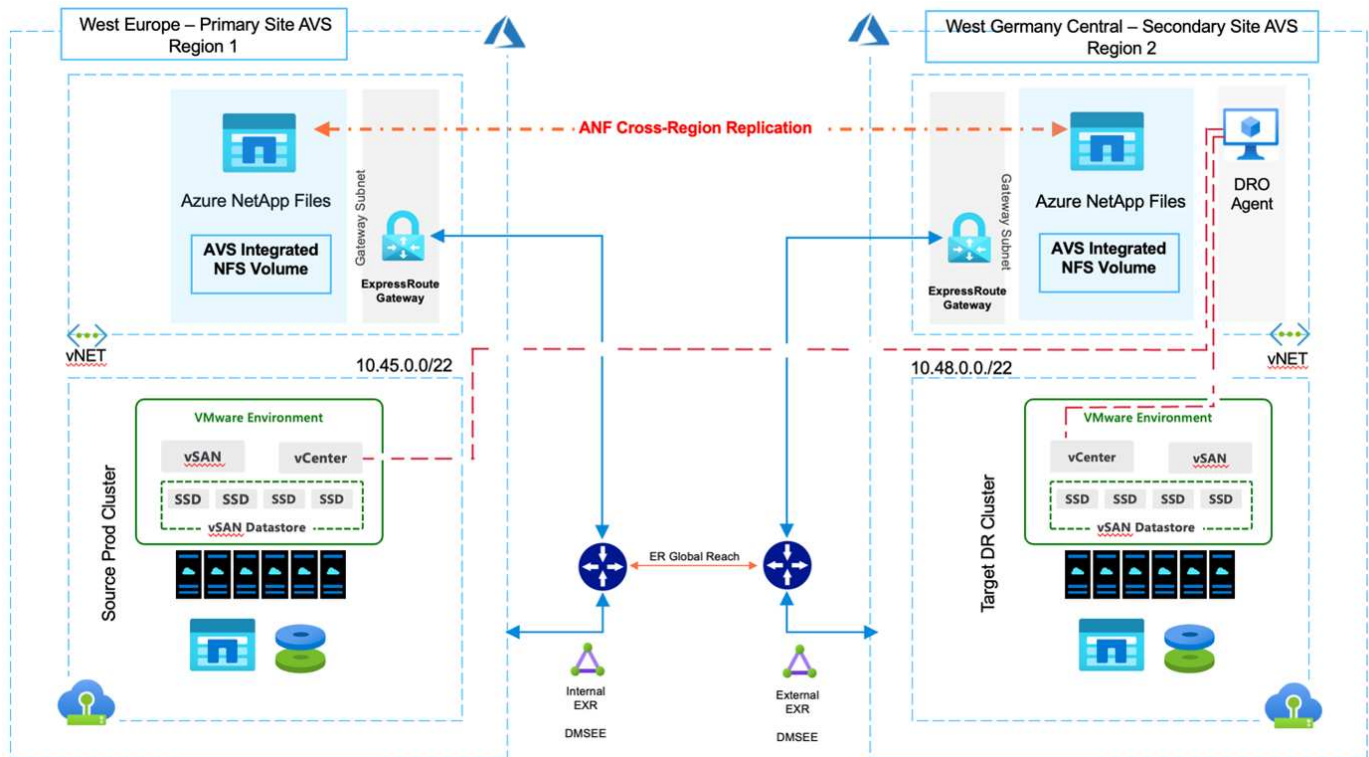 West Europe – Primary Site AVS
Region 1
West Germany Central – Secondary Site AVS
Region 2
ANF Cross-Region Replication
Azure NetApp Files
AVS Integrated
NFS Volume
Gateway Subnet
ExpressRoute
Gateway
Gateway Subnet
ExpressRoute
Gateway
Azure NetApp Files
AVS Integrated
NFS Volume
DRO
Agent
vNET
10.45.0.0/22
10.48.0.0./22
vNET
Source Prod Cluster
VMware Environment
vSAN
vCenter
SSD
SSD
SSD
SSD
vSAN Datastore
ER Global Reach
Internal
EXR
DMSEE
External
EXR
DMSEE
Target DR Cluster
VMware Environment
vCenter
vSAN
SSD
SSD
SSD
SSD
vSAN Datastore